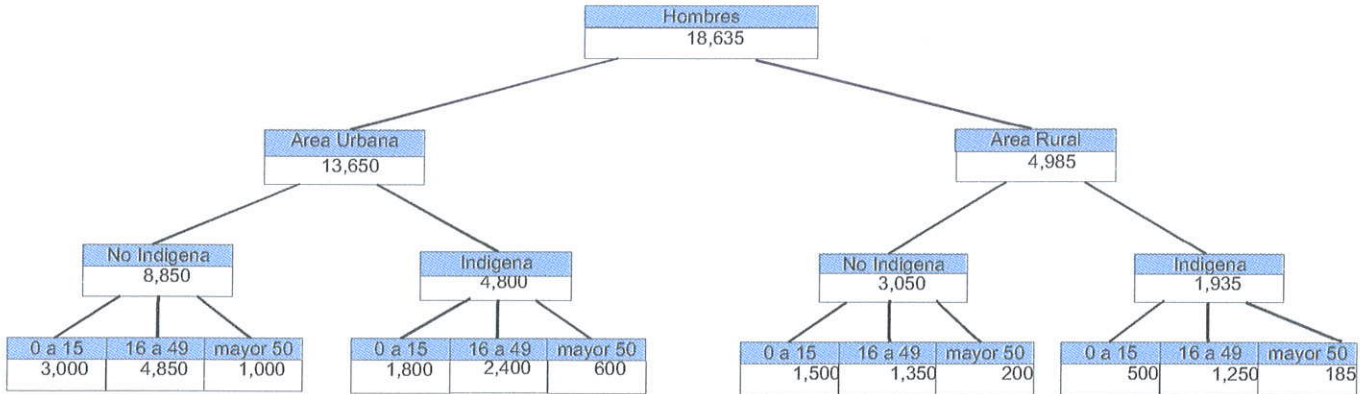 Hombres
18,635
Area Urbana
13,650
Area Rural
4,985
No Indigena
8,850
Indigena
4,800
No Indigena
3,050
Indigena
1,935
0 a 15 16 a 49 mayor 50
3,000 4,850 1,000
0 a 15 16 a 49 mayor 50
1,800 2,400 600
0 a 15 16 a 49 mayor 50
1,500 1,350 200
0 a 15 16 a 49 mayor 50
500 1,250 185